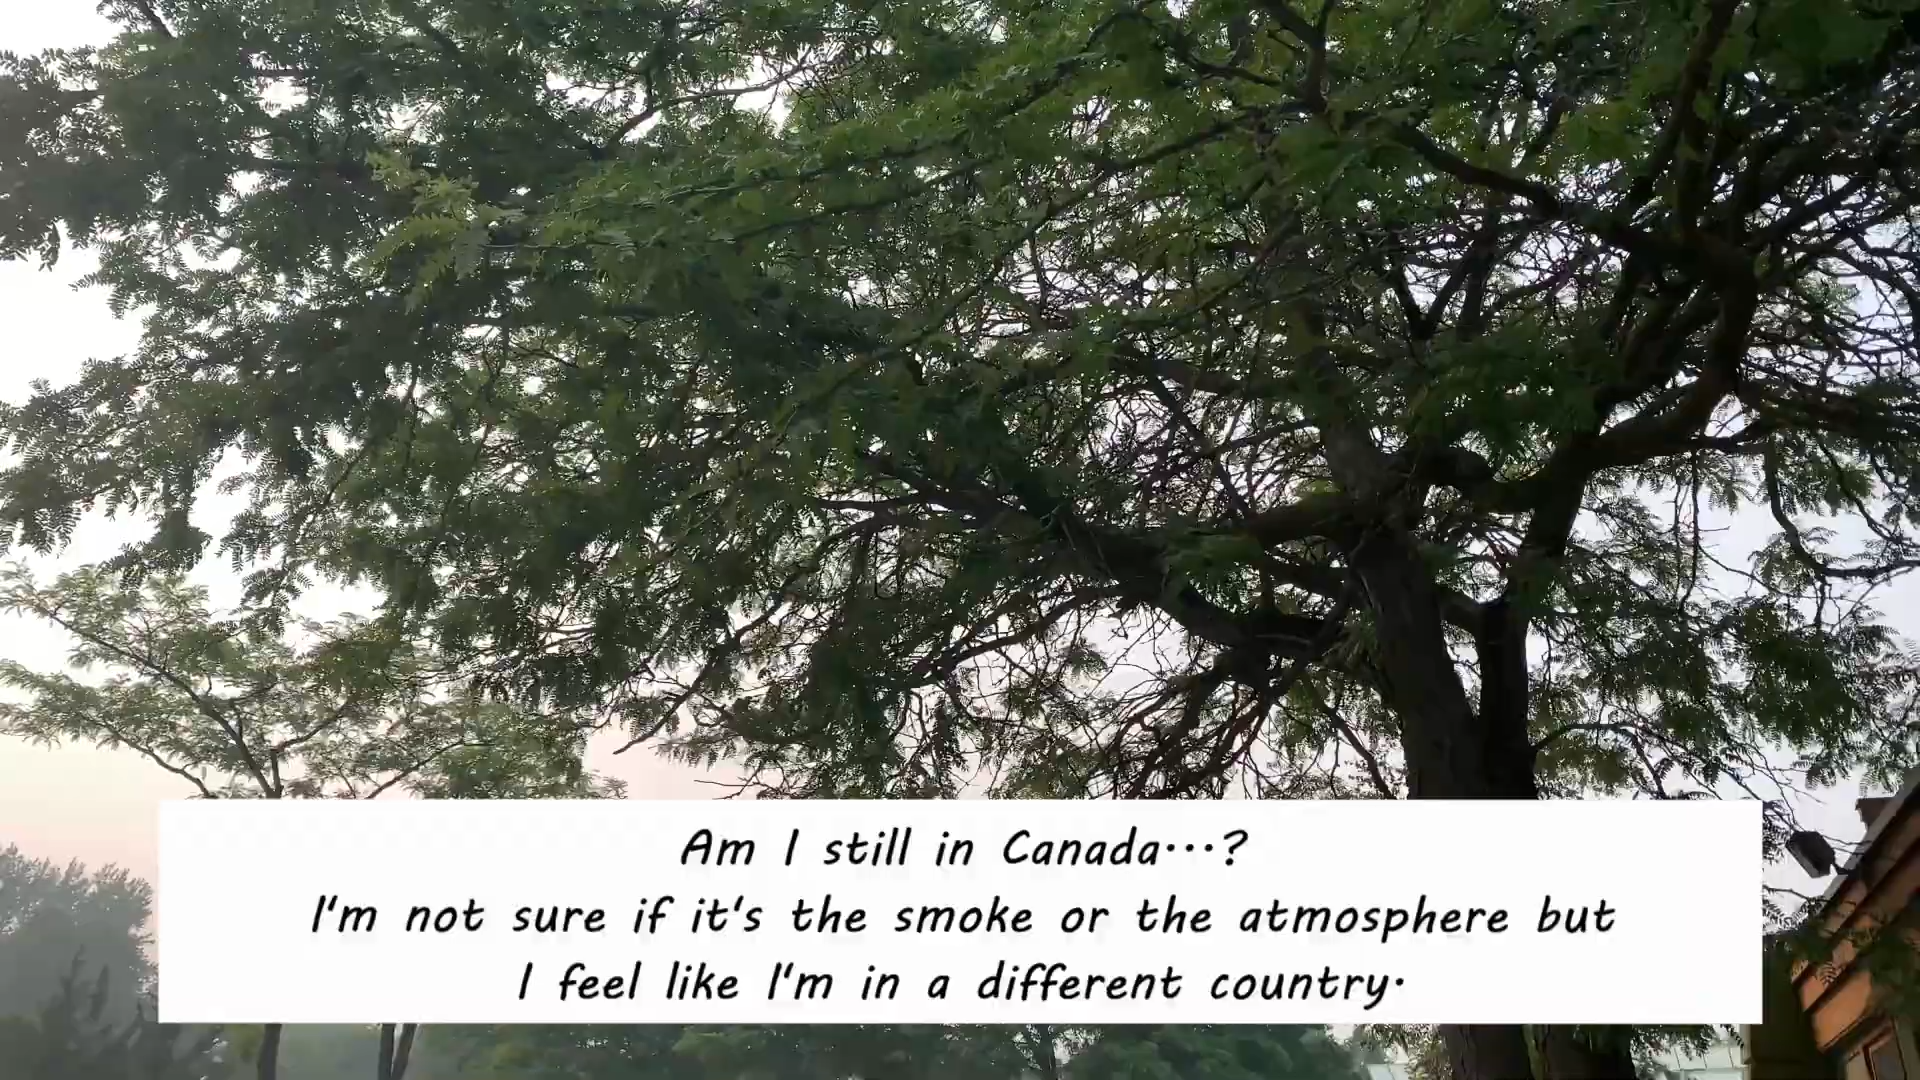 Am I still in Canada...?
I'm not sure if it's the smoke or the atmosphere but
I feel like I'm in a different country.